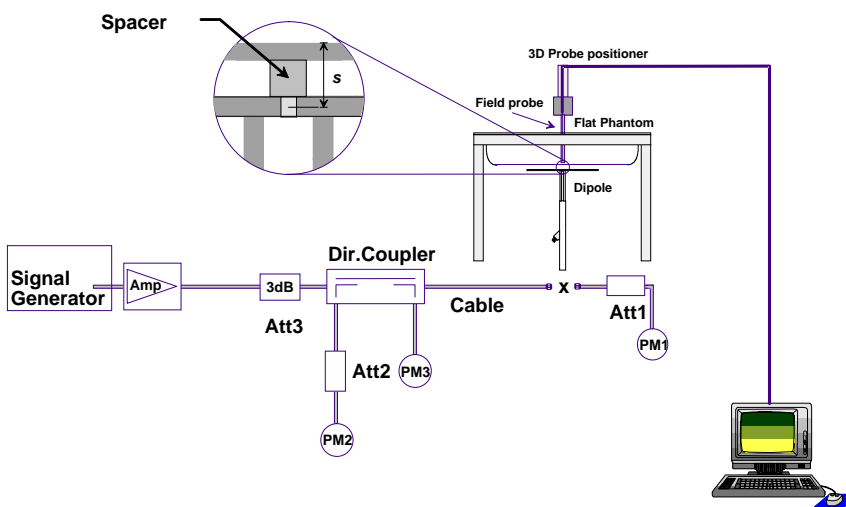 Spacer
s
3D Probe positioner
Field probe
Flat Phantom
Dipole
Signal
Generator
Amp
3dB
Att3
Dir.Coupler
Cable
x
Att1
PM1
Att2
PM3
PM2